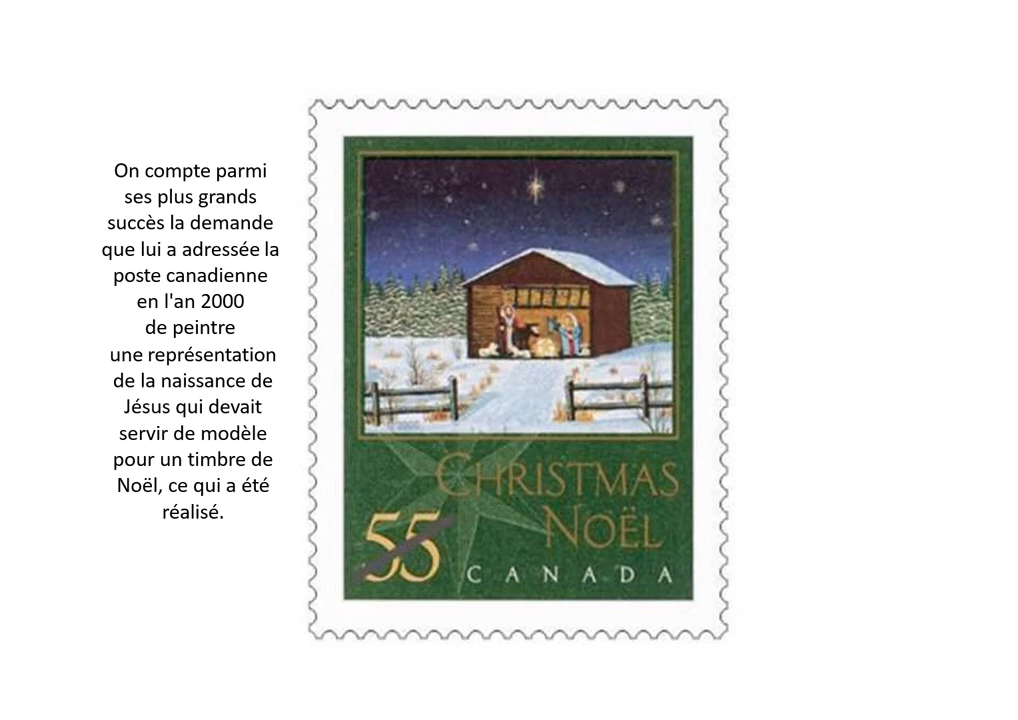 On compte parmi
ses plus grands
succès la demande
que lui a adressée la
poste canadienne
en l'an 2000
de peintre
une représentation
de la naissance de
Jésus qui devait
servir de modèle
pour un timbre de
Noël, ce qui a été
réalisé.
CHRISTMAS
NOËL
55
CANADA